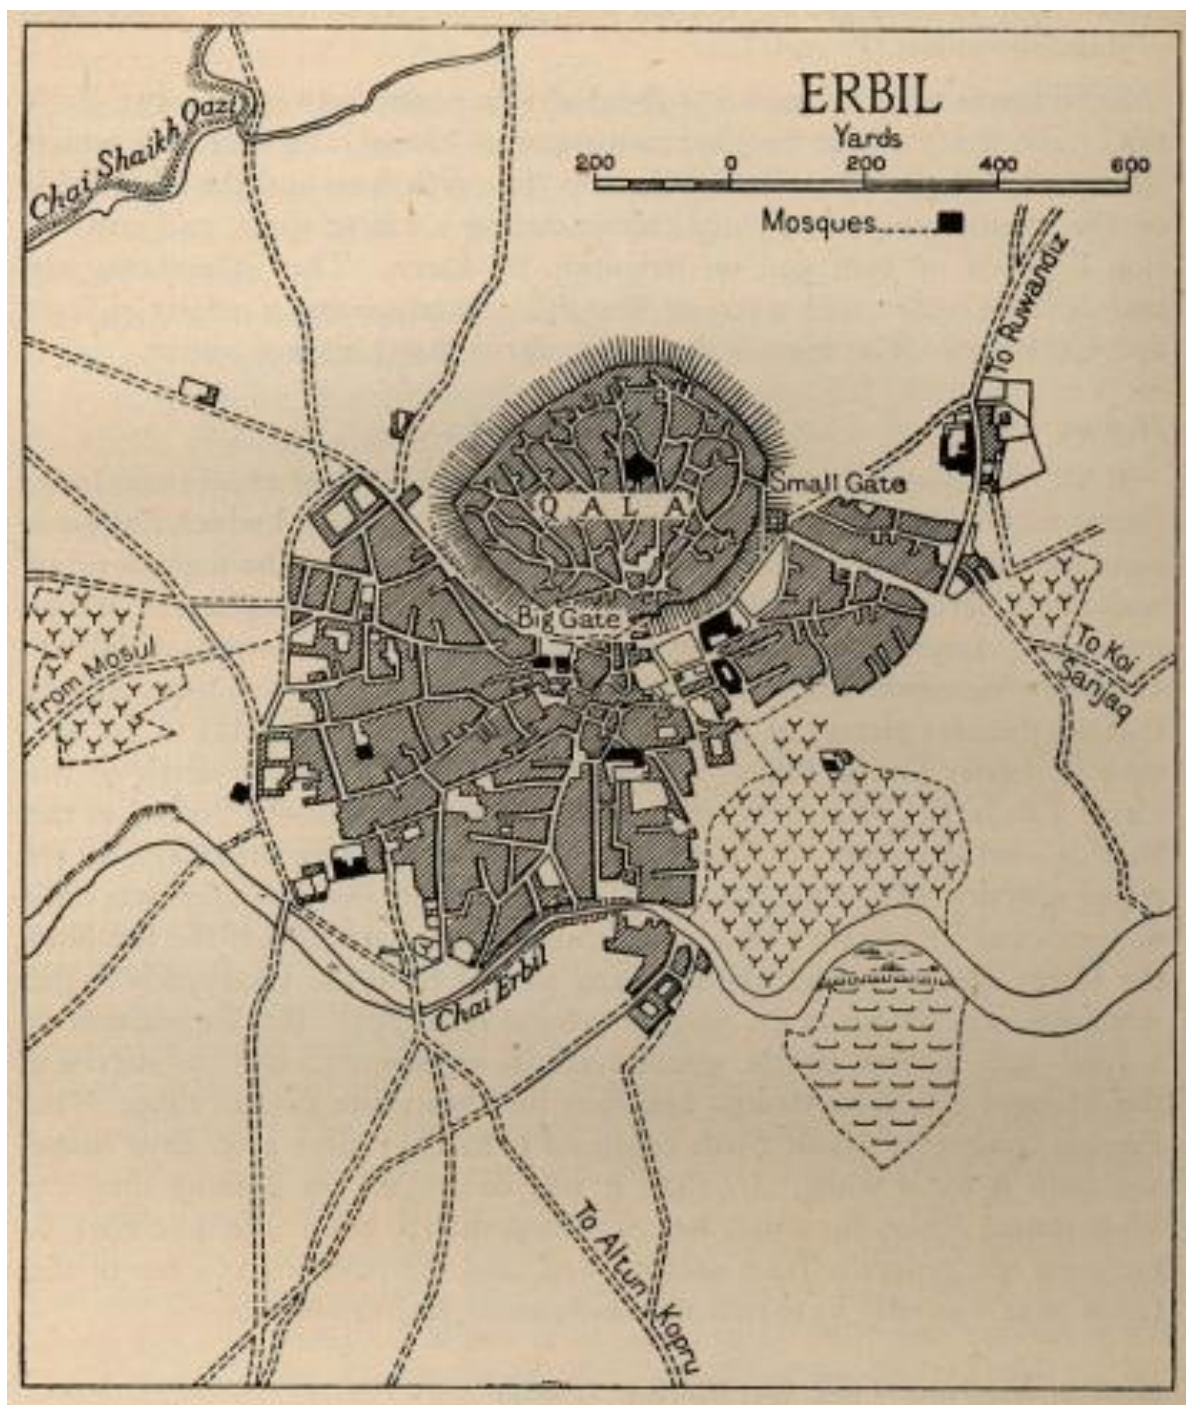 ERBIL
Yards
200 0 200 400 600
Mosques
Chai Shaikh Qazi
To Ruwandiz
Small Gate
QALA
Big Gate
From Mosul
To Koi
Sanjaq
Chai Erbil
To Altun Kopru